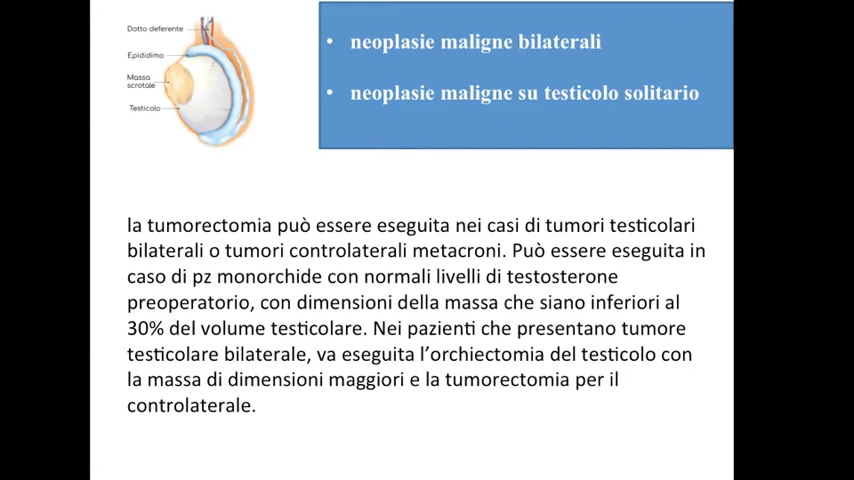 Dotto deferente
Epididimo
Massa
scrotale
Testicolo
• neoplasie maligne bilaterali
• neoplasie maligne su testicolo solitario
la tumorectomia può essere eseguita nei casi di tumori testicolari
bilaterali o tumori controlaterali metacroni. Può essere eseguita in
caso di pz monorchide con normali livelli di testosterone
preoperatorio, con dimensioni della massa che siano inferiori al
30% del volume testicolare. Nei pazienti che presentano tumore
testicolare bilaterale, va eseguita l’orchiectomia del testicolo con
la massa di dimensioni maggiori e la tumorectomia per il
controlaterale.